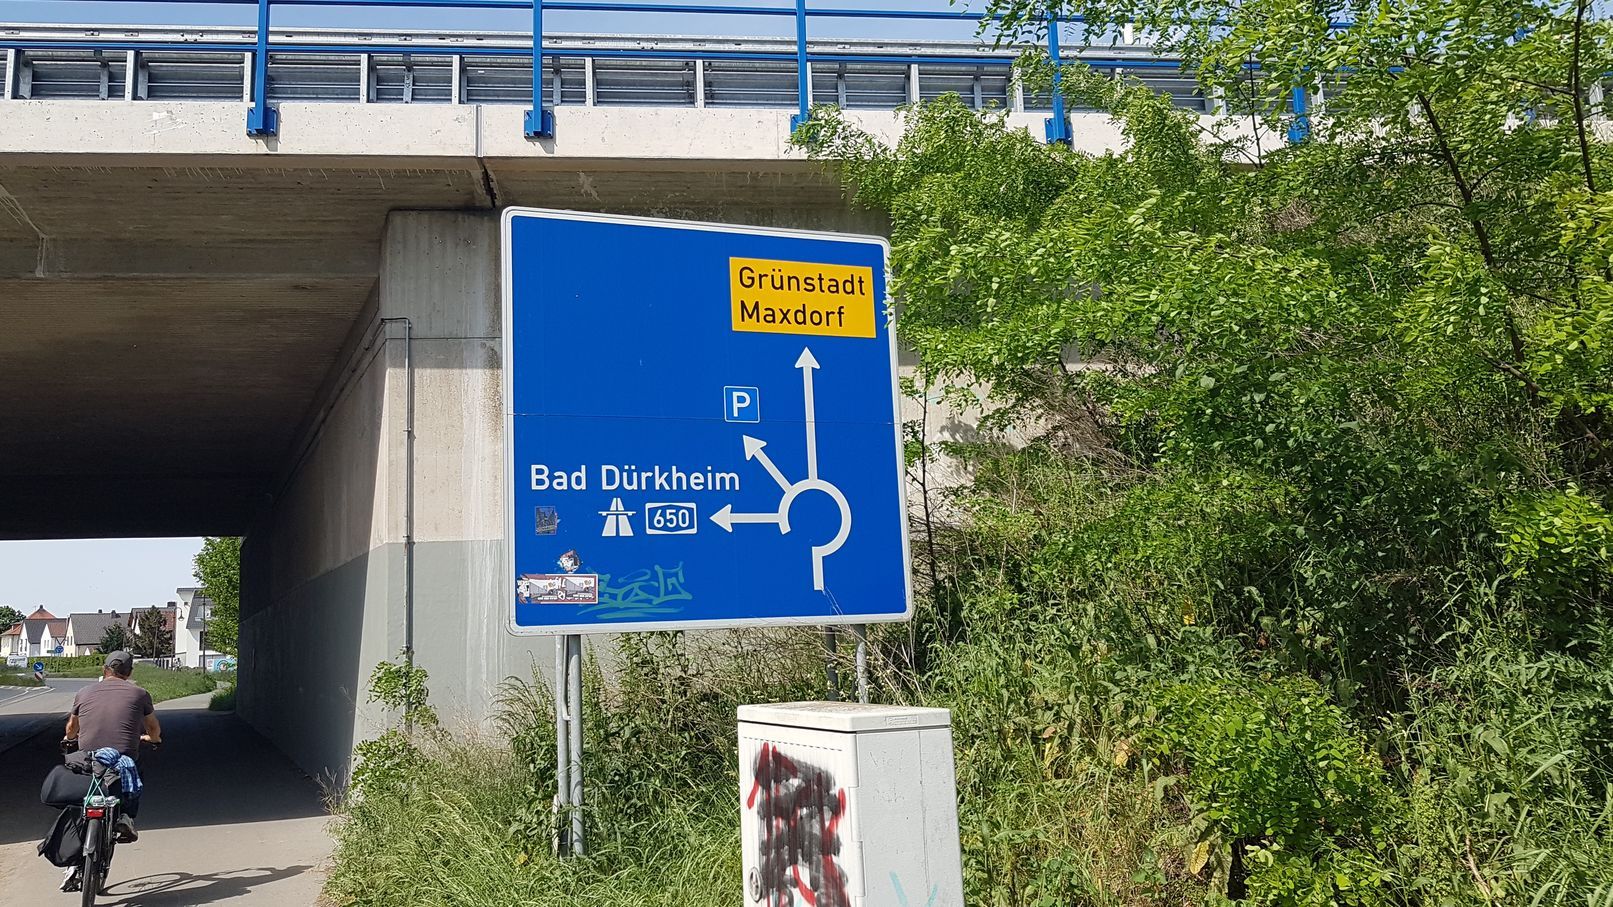 Grünstadt
Maxdorf
P
Bad Dürkheim
650